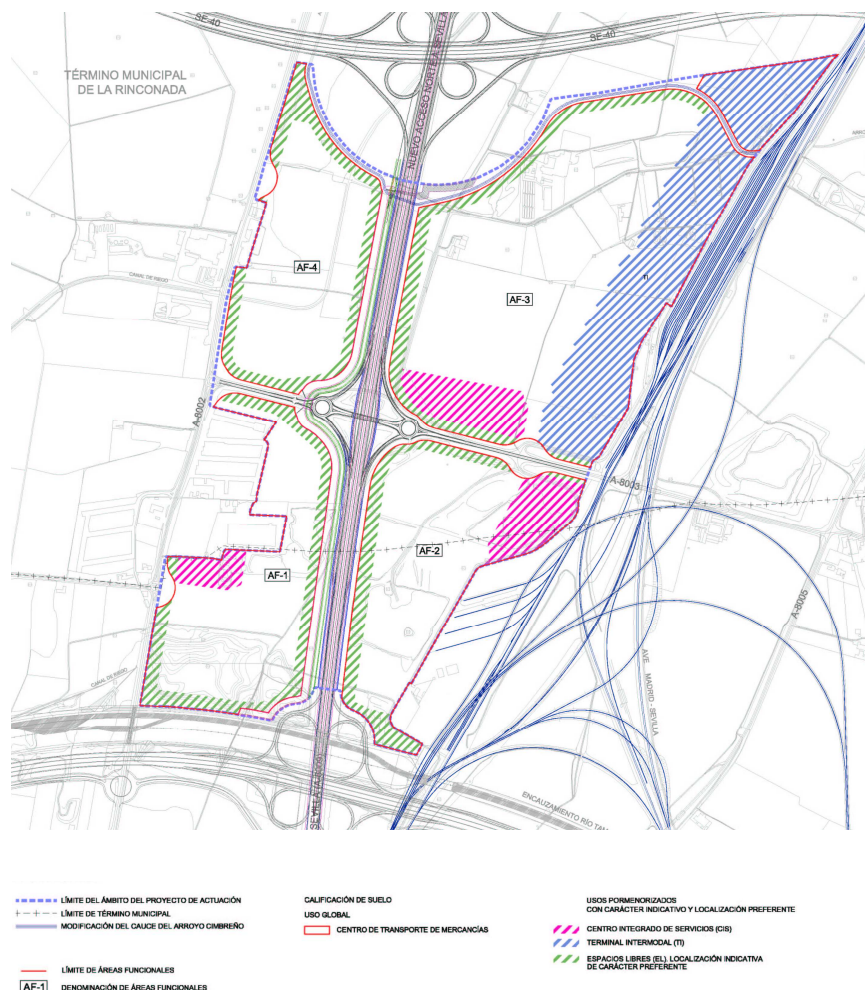 SE-40
SE-40
TÉRMINO MUNICIPAL
DE LA RINCONADA
NUEVO ACCESO NORTE A SEVILLA
AF-4
CANAL DE RIEGO
TI
AF-3
A-8002
A-8003
AF-2
AF-1
A-8005
CANAL DE RIEGO
AVE MADRID - SEVILLA
ENCAUZAMIENTO RÍO
LÍMITE DEL ÁMBITO DEL PROYECTO DE ACTUACIÓN
LÍMITE DE TÉRMINO MUNICIPAL
MODIFICACIÓN DEL CAUCE DEL ARROYO CIMBREÑO
LÍMITE DE ÁREAS FUNCIONALES
AF-1 DENOMINACIÓN DE ÁREAS FUNCIONALES
CALIFICACIÓN DE SUELO
USO GLOBAL
CENTRO DE TRANSPORTE DE MERCANCÍAS
USOS PORMENORIZADOS
CON CARÁCTER INDICATIVO Y LOCALIZACIÓN PREFERENTE
CENTRO INTEGRADO DE SERVICIOS (CIS)
TERMINAL INTERMODAL (TI)
ESPACIOS LIBRES (EL). LOCALIZACIÓN INDICATIVA
DE CARÁCTER PREFERENTE